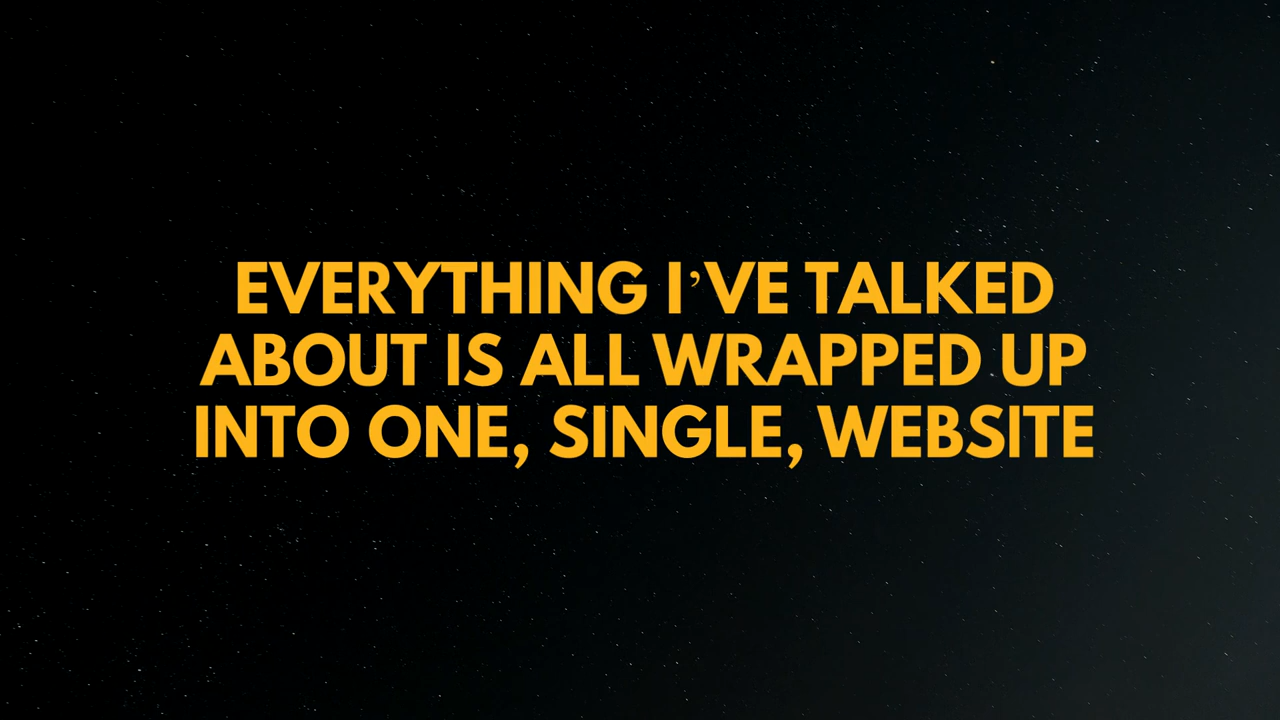 EVERYTHING I’VE TALKED
ABOUT IS ALL WRAPPED UP
INTO ONE, SINGLE, WEBSITE